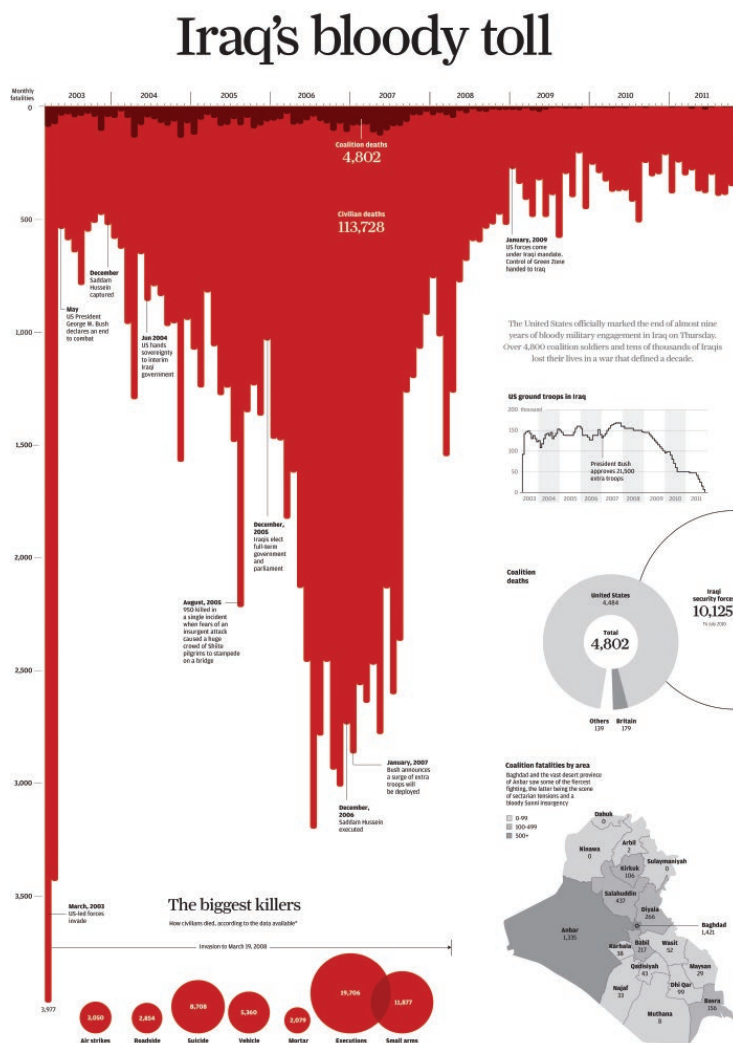 Iraq's bloody toll
Monthly
fatalities
2003
2004
2005
2006
2007
2008
2009
2010
2011
0
500
1,000
1,500
2,000
2,500
3,000
3,500
Coalition deaths
4,802
Civilian deaths
113,728
May
US President
George W. Bush
declares an end
to combat
December
Saddam
Hussein
captured
Jun 2004
US hands
sovereignty
to interim
Iraqi
government
August, 2005
950 killed in
a single incident
when fears of an
insurgent attack
caused a huge
crowd of Shiite
pilgrims to stampede
on a bridge
December,
2005
Iraqis elect
full-term
government
and
parliament
January, 2007
Bush announces
a surge of extra
troops will
be deployed
December,
2006
Saddam Hussein
executed
January, 2009
US forces come
under Iraqi mandate.
Control of Green Zone
handed to Iraq
The United States officially marked the end of almost nine
years of bloody military engagement in Iraq on Thursday.
Over 4,800 coalition soldiers and tens of thousands of Iraqis
lost their lives in a war that defined a decade.
US ground troops in Iraq
200
thousand
150
100
50
0
President Bush
approves 21,500
extra troops
2003
2004
2005
2006
2007
2008
2009
2010
2011
Coalition
deaths
United States
4,484
Total
4,802
Others
139
Britain
179
Iraqi
security forces
10,125
Coalition fatalities by area
Baghdad and the vast desert province
of Anbar saw some of the fiercest
fighting, the latter being the scene
of sectarian tensions and a
bloody Sunni insurgency
0-99
100-499
500+
Dahuk
0
Ninawa
0
Arbil
2
Sulaymaniyah
0
Kirkuk
106
Salahuddin
437
Diyala
266
Anbar
1,335
Baghdad
1,421
Karbala
38
Babil
217
Wasit
52
Qadisiyah
43
Maysan
29
Najaf
33
Dhi Qar
99
Muthana
8
Basra
156
March, 2003
US-led forces
invade
3,977
The biggest killers
How civilians died, according to the data available*
Invasion to March 19, 2008
3,050
Air strikes
2,854
Roadside
8,708
Suicide
5,360
Vehicle
2,079
Mortar
19,706
Executions
11,877
Small arms